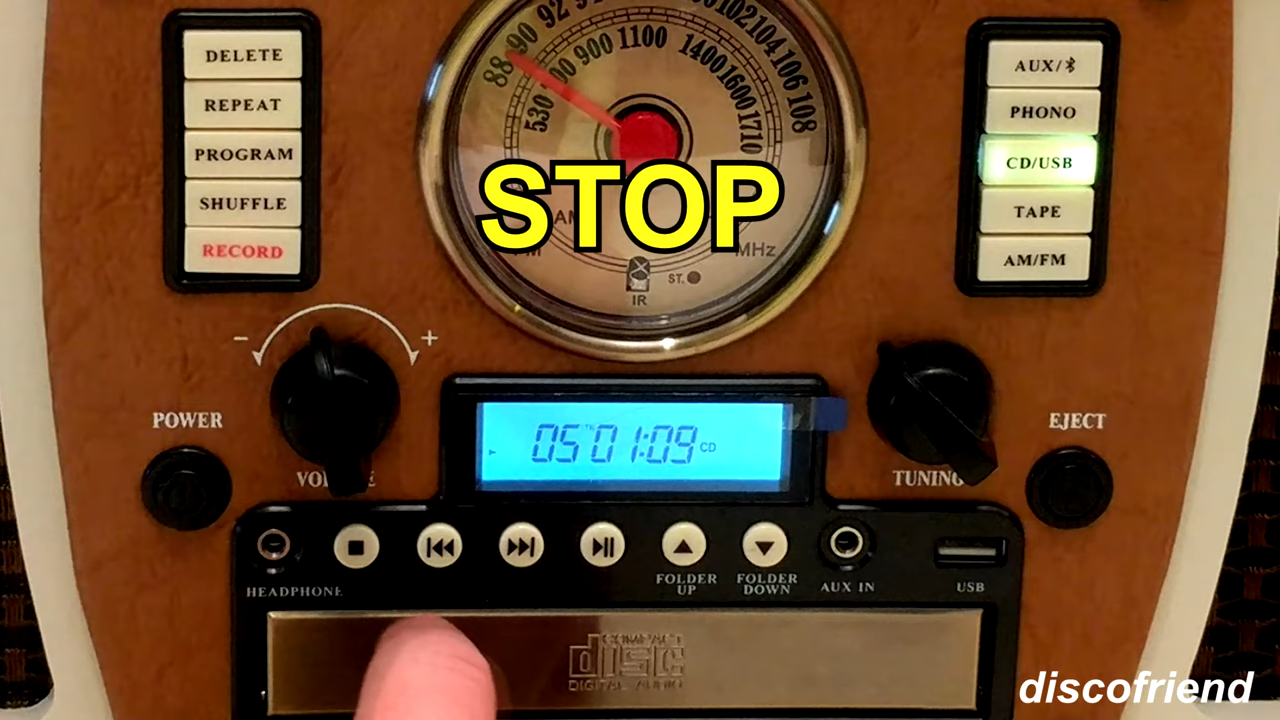 DELETE
REPEAT
PROGRAM
SHUFFLE
RECORD
88 90 92 102 104 106 108
530 900 1100 1400 1600 1710
STOP
MHz
ST.
IR
AUX/
PHONO
CD/USB
TAPE
AM/FM
− +
POWER
TUNING
EJECT
05 01:09 CD
HEADPHONE
FOLDER UP
FOLDER DOWN
AUX IN
USB
COMPACT
disc
DIGITAL AUDIO
discofriend